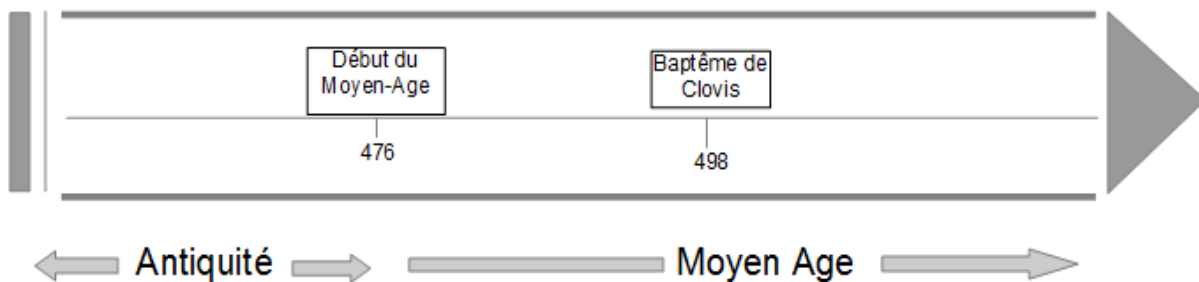 Début du
Moyen-Age
Baptême de
Clovis
476
498
Antiquité
Moyen Age